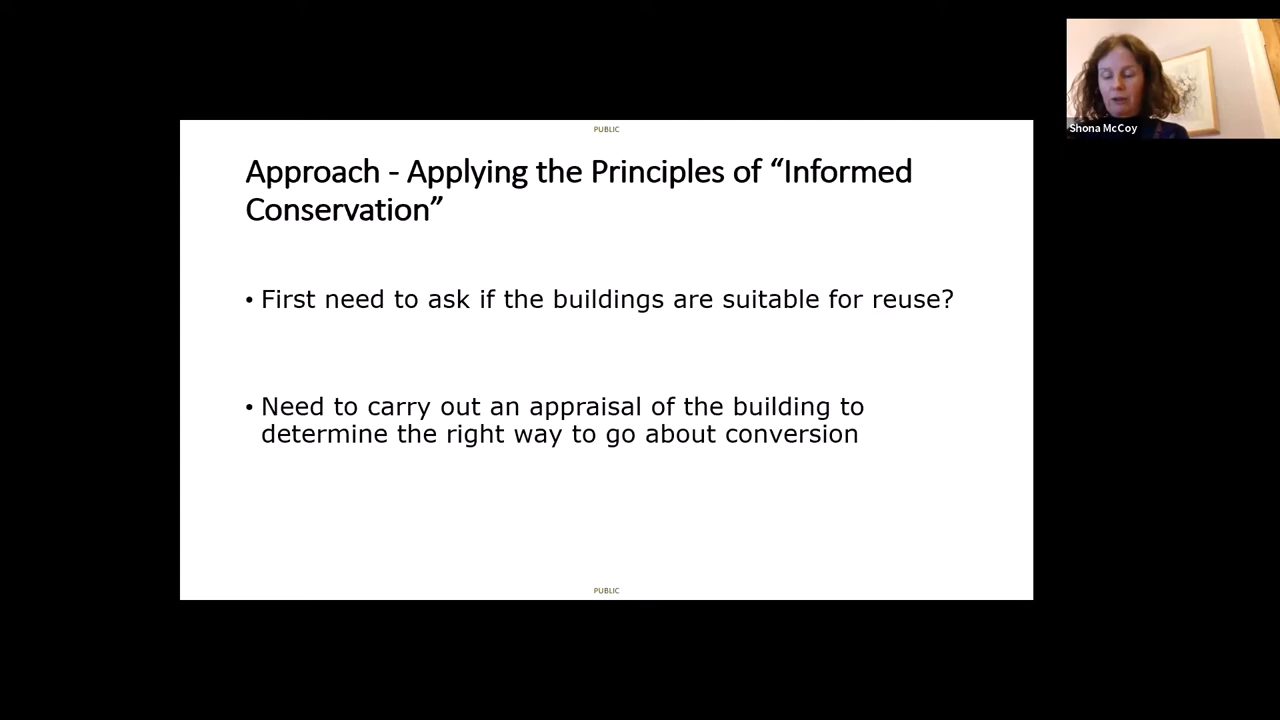 PUBLIC
Approach - Applying the Principles of “Informed
Conservation”
• First need to ask if the buildings are suitable for reuse?
• Need to carry out an appraisal of the building to
determine the right way to go about conversion
PUBLIC
Shona McCoy